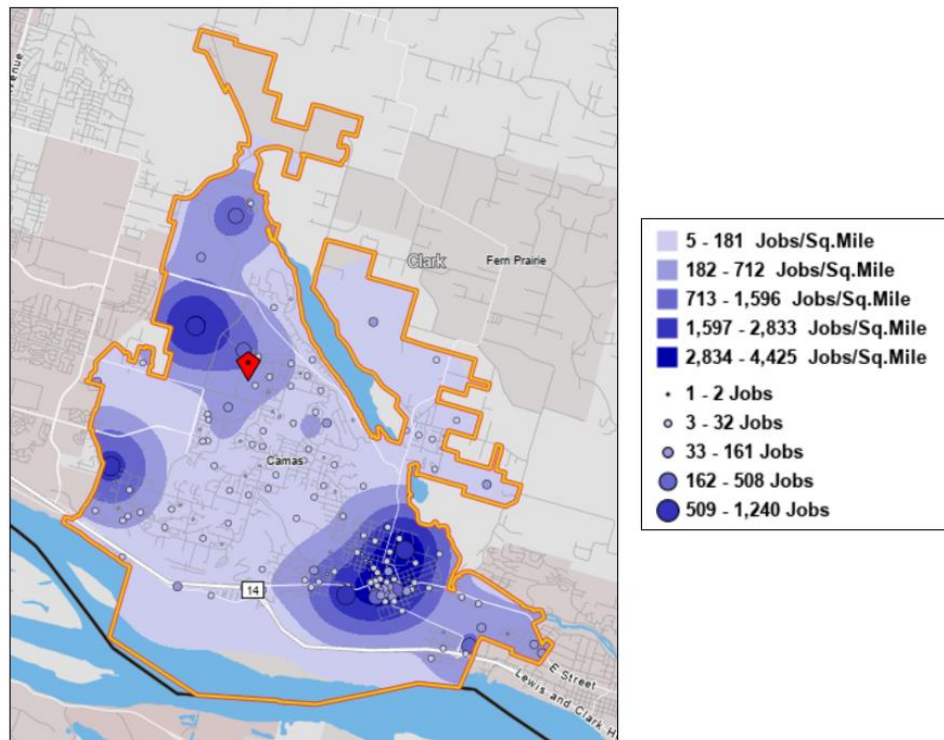 venue
Clark
Fern Prairie
Camas
14
E Street
Lewis and Clark H
5 - 181 Jobs/Sq.Mile
182 - 712 Jobs/Sq.Mile
713 - 1,596 Jobs/Sq.Mile
1,597 - 2,833 Jobs/Sq.Mile
2,834 - 4,425 Jobs/Sq.Mile
1 - 2 Jobs
3 - 32 Jobs
33 - 161 Jobs
162 - 508 Jobs
509 - 1,240 Jobs